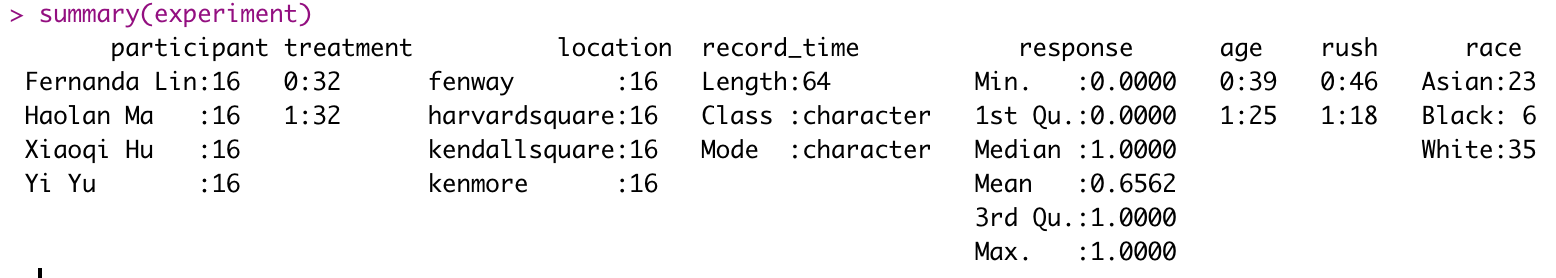 > summary(experiment)
participant treatment location record_time response age rush race
Fernanda Lin:16 0:32 fenway :16 Length:64 Min. :0.0000 0:39 0:46 Asian:23
Haolan Ma :16 1:32 harvardsquare:16 Class :character 1st Qu.:0.0000 1:25 1:18 Black: 6
Xiaoqi Hu :16 kendallsquare:16 Mode :character Median :1.0000 White:35
Yi Yu :16 kenmore :16 Mean :0.6562
3rd Qu.:1.0000
Max. :1.0000